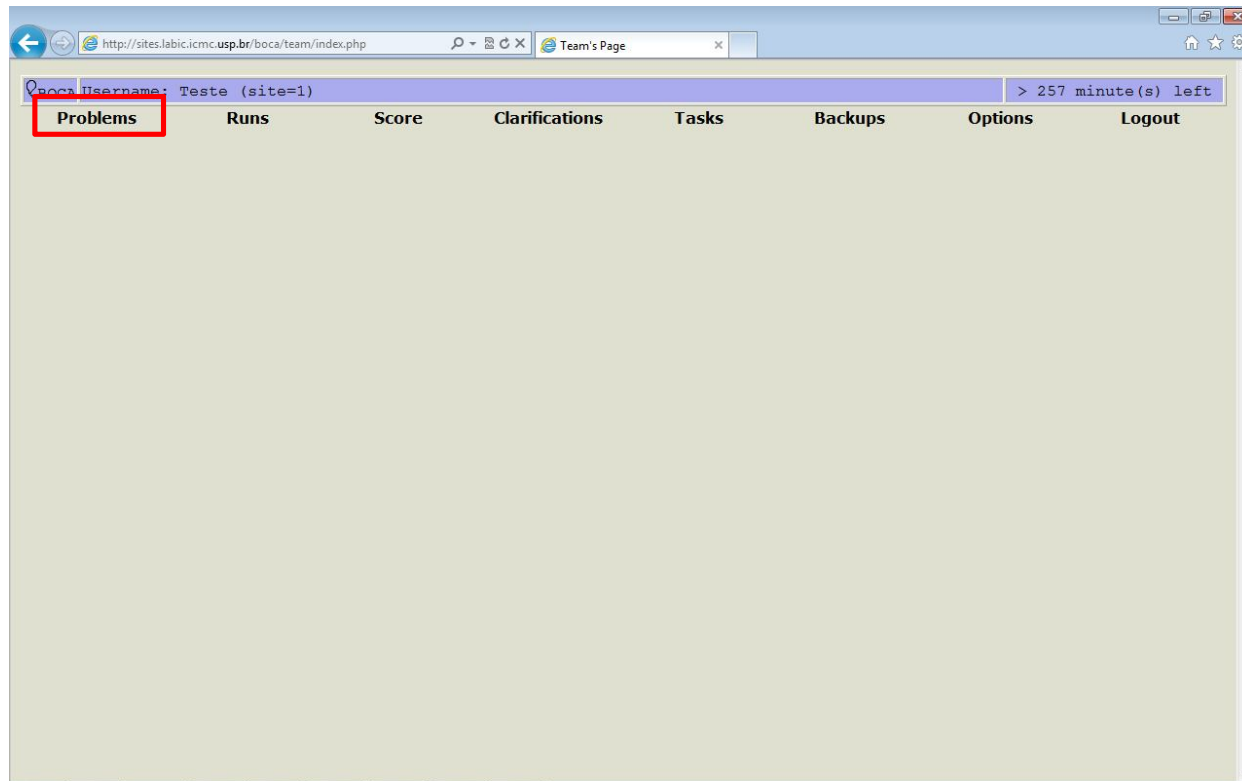 http://sites.labic.icmc.usp.br/boca/team/index.php Team's Page
BOCA Username: Teste (site=1) > 257 minute(s) left
Problems Runs Score Clarifications Tasks Backups Options Logout